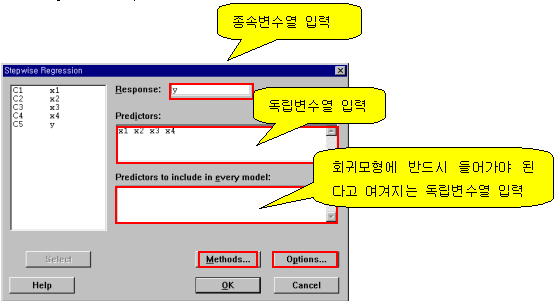 종속변수열 입력
Stepwise Regression
C1 x1
C2 x2
C3 x3
C4 x4
C5 y
Response: y
독립변수열 입력
Predictors:
x1 x2 x3 x4
회귀모형에 반드시 들어가야 된
다고 여겨지는 독립변수열 입력
Predictors to include in every model:
Select
Methods...
Options...
Help
OK
Cancel